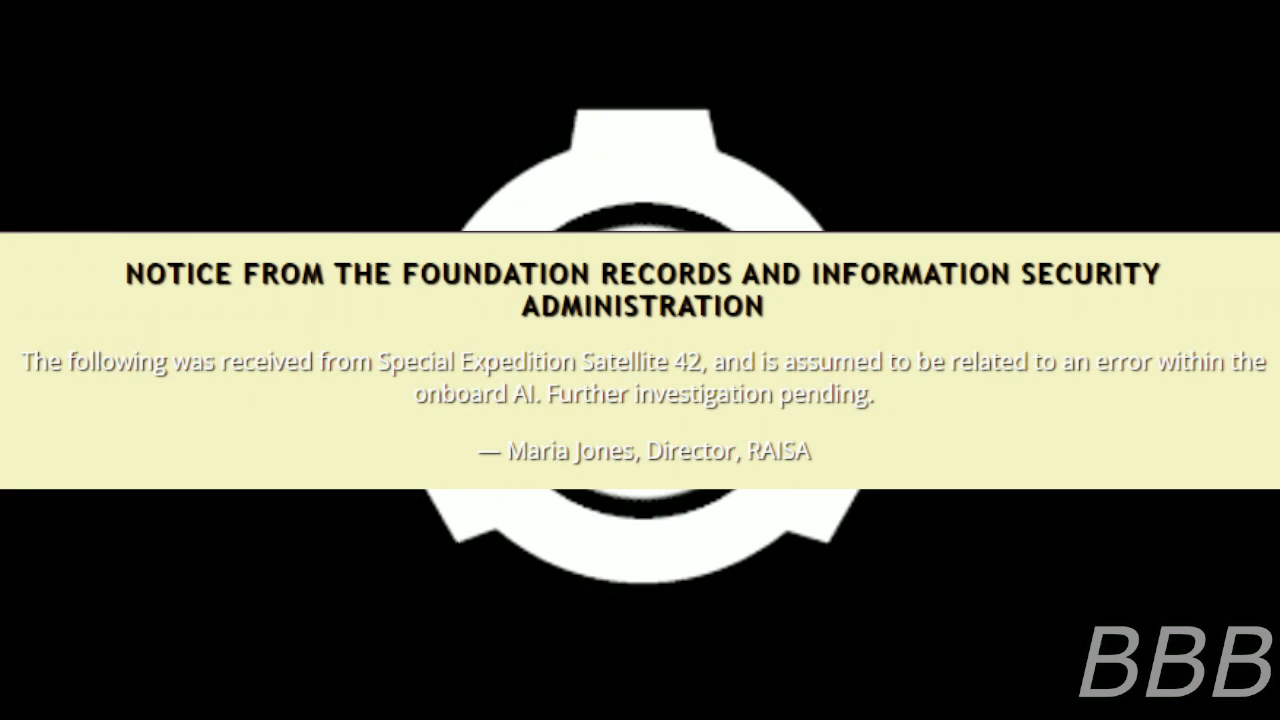 NOTICE FROM THE FOUNDATION RECORDS AND INFORMATION SECURITY
ADMINISTRATION
The following was received from Special Expedition Satellite 42, and is assumed to be related to an error within the
onboard AI. Further investigation pending.
— Maria Jones, Director, RAISA
BBB